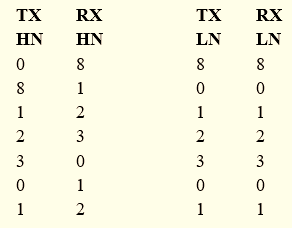 TX RX TX RX
HN HN LN LN
0 8 8 8
8 1 0 0
1 2 1 1
2 3 2 2
3 0 3 3
0 1 0 0
1 2 1 1